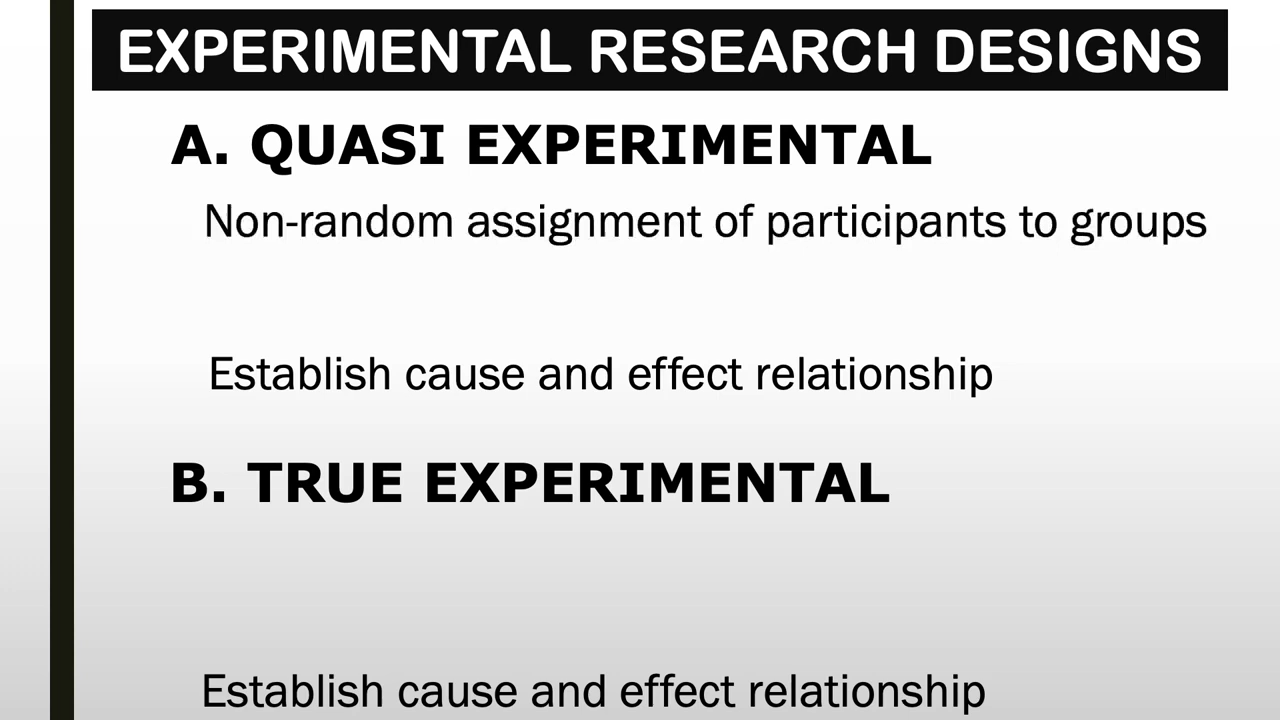 EXPERIMENTAL RESEARCH DESIGNS
A. QUASI EXPERIMENTAL
Non-random assignment of participants to groups
Establish cause and effect relationship
B. TRUE EXPERIMENTAL
Establish cause and effect relationship